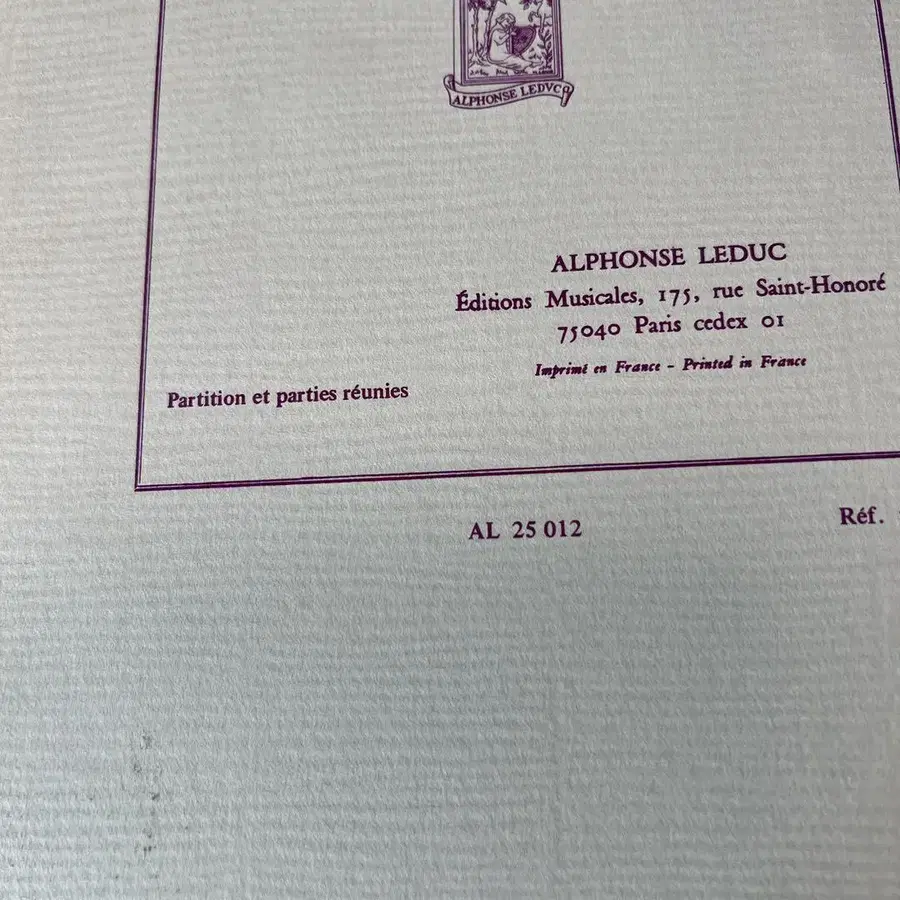 ALPHONSE LEDVC
ALPHONSE LEDUC
Éditions Musicales, 175, rue Saint-Honoré
75040 Paris cedex 01
Imprimé en France - Printed in France
Partition et parties réunies
AL 25 012
Réf.